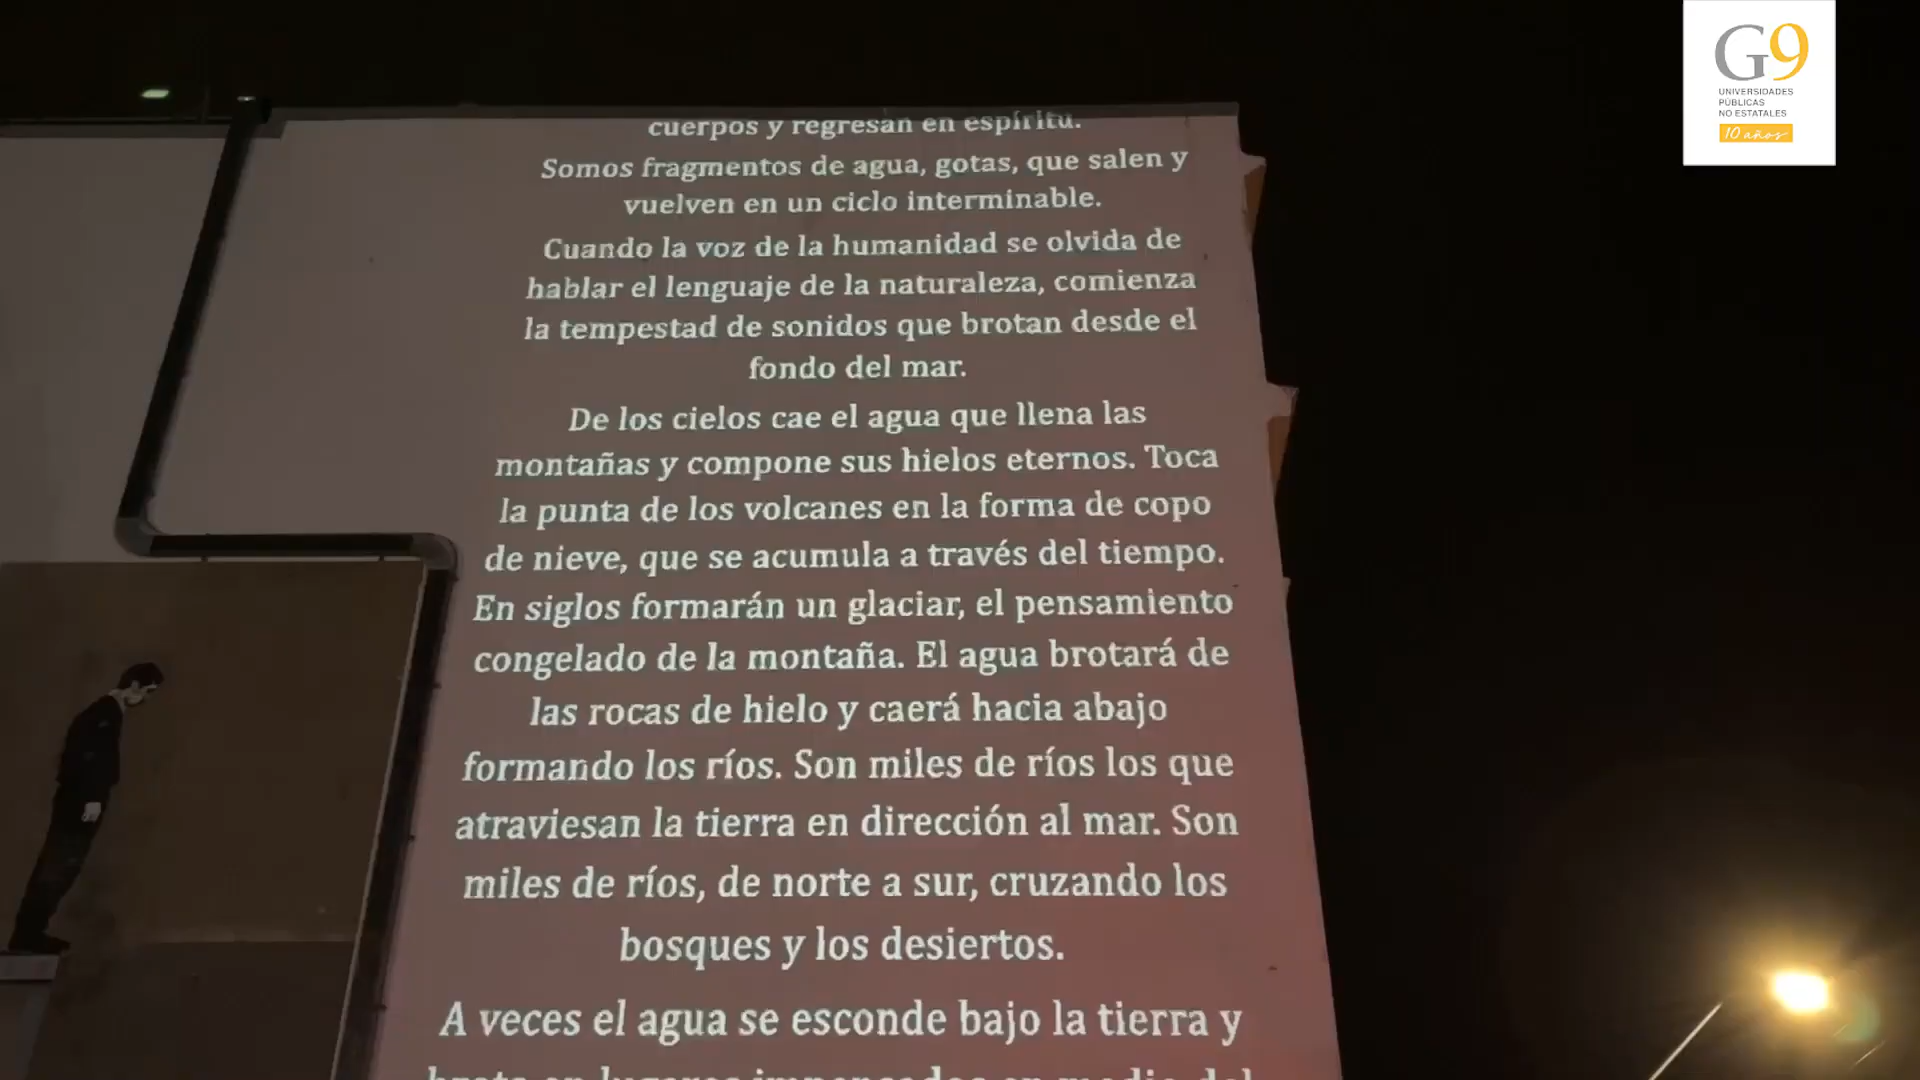 G9
UNIVERSIDADES
PÚBLICAS
NO ESTATALES
10 años
cuerpos y regresan en espíritu.
Somos fragmentos de agua, gotas, que salen y
vuelven en un ciclo interminable.
Cuando la voz de la humanidad se olvida de
hablar el lenguaje de la naturaleza, comienza
la tempestad de sonidos que brotan desde el
fondo del mar.
De los cielos cae el agua que llena las
montañas y compone sus hielos eternos. Toca
la punta de los volcanes en la forma de copo
de nieve, que se acumula a través del tiempo.
En siglos formarán un glaciar, el pensamiento
congelado de la montaña. El agua brotará de
las rocas de hielo y caerá hacia abajo
formando los ríos. Son miles de ríos los que
atraviesan la tierra en dirección al mar. Son
miles de ríos, de norte a sur, cruzando los
bosques y los desiertos.
A veces el agua se esconde bajo la tierra y